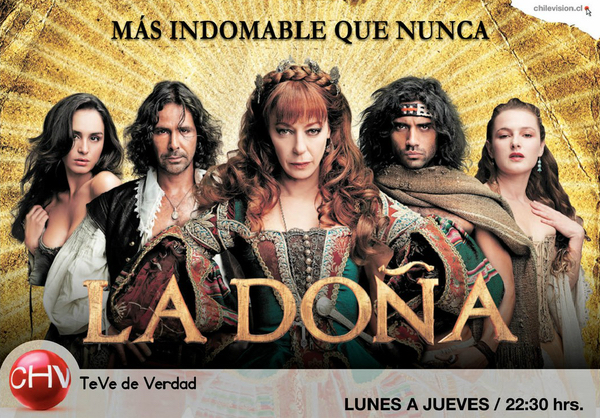 chilevision.cl
MÁS INDOMABLE QUE NUNCA
LA DOÑA
CHV
TeVe de Verdad
LUNES A JUEVES / 22:30 hrs.